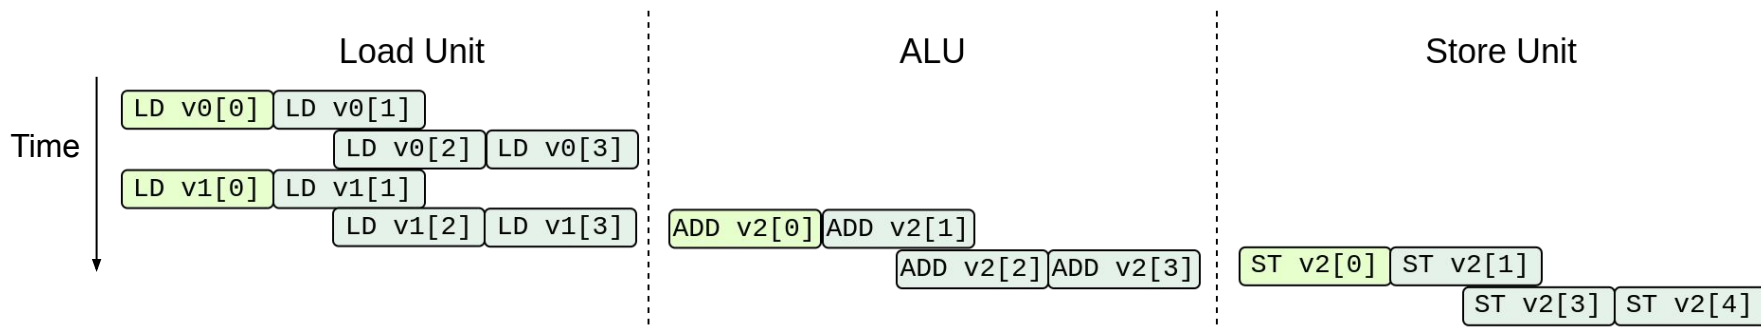 Load Unit
ALU
Store Unit
Time
LD v0[0] LD v0[1]
LD v0[2] LD v0[3]
LD v1[0] LD v1[1]
LD v1[2] LD v1[3]
ADD v2[0] ADD v2[1]
ADD v2[2] ADD v2[3]
ST v2[0] ST v2[1]
ST v2[3] ST v2[4]